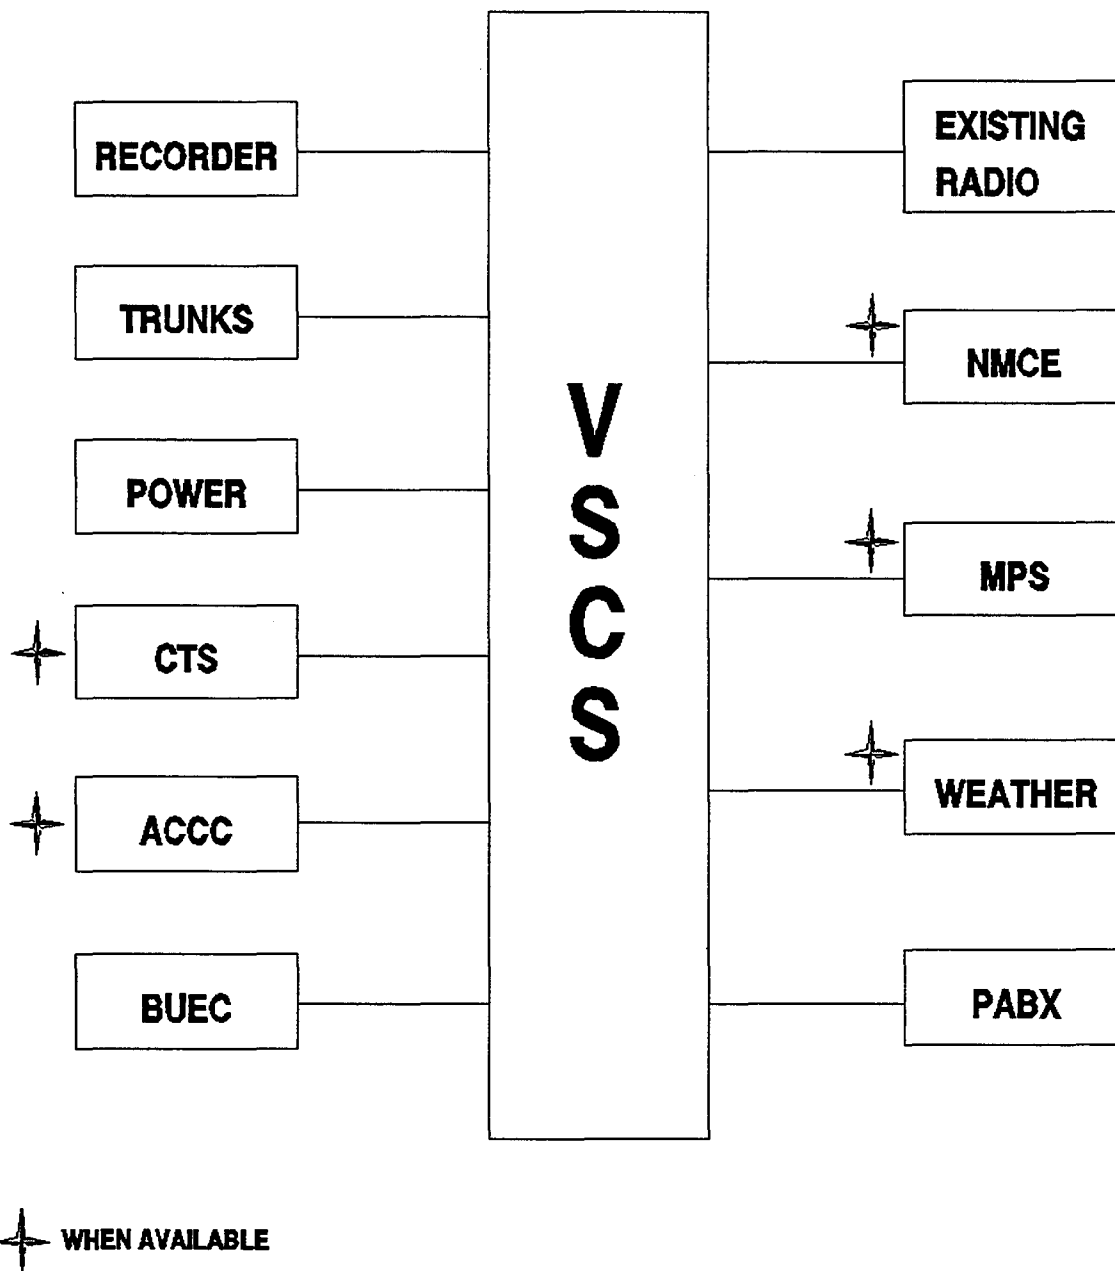 RECORDER
TRUNKS
POWER
CTS
ACCC
BUEC
V
S
C
S
EXISTING
RADIO
NMCE
MPS
WEATHER
PABX
WHEN AVAILABLE